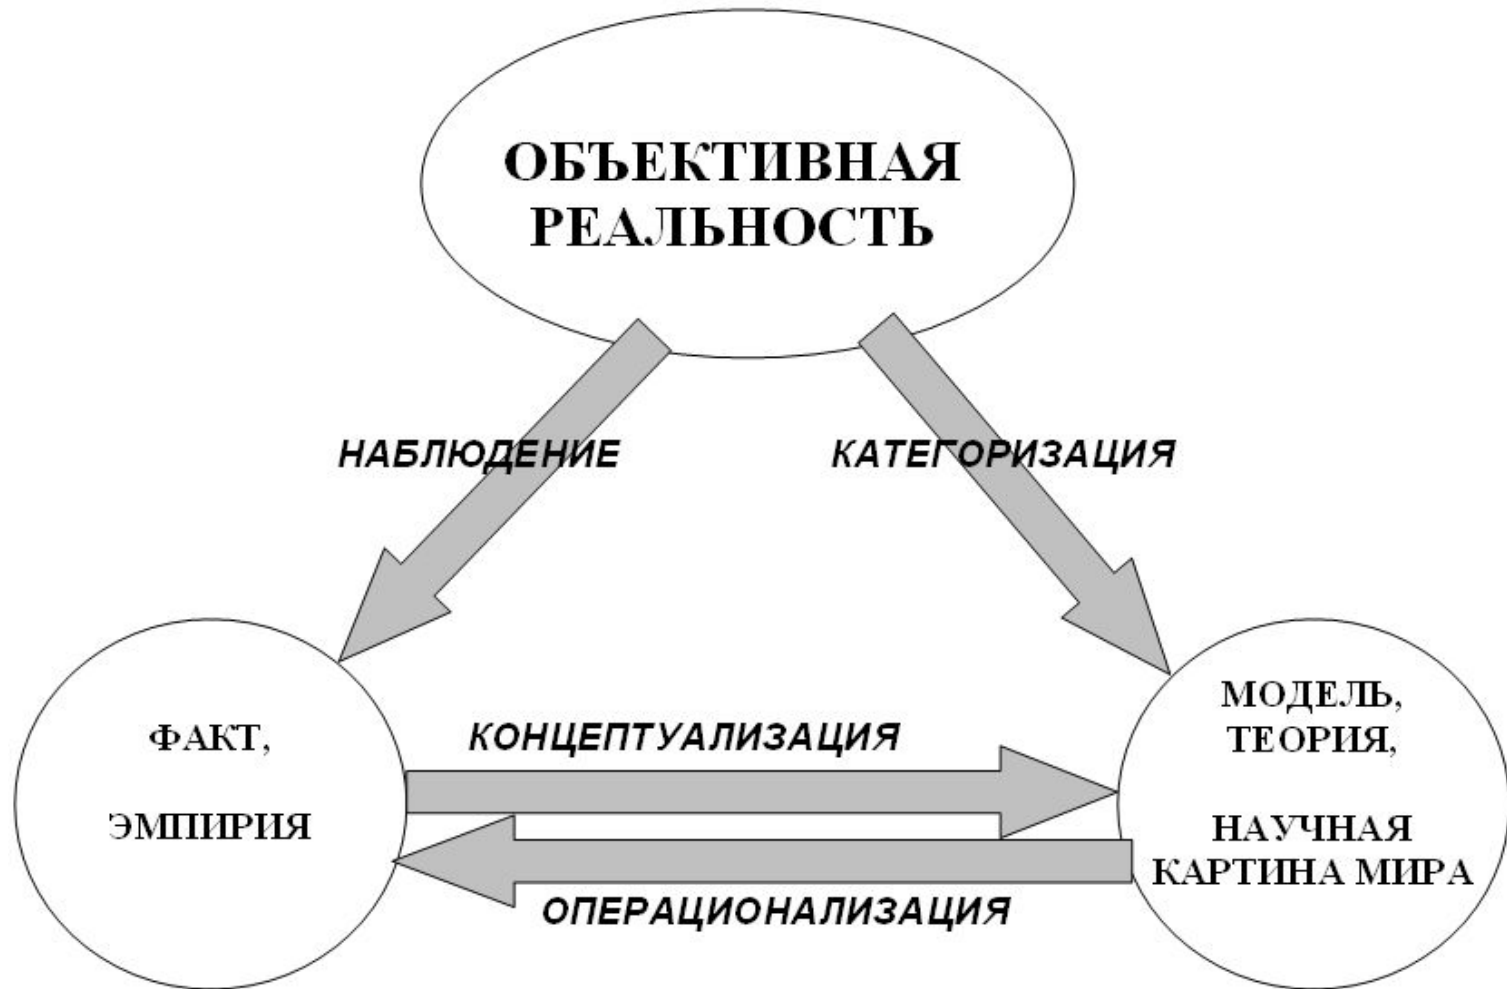 ОБЪЕКТИВНАЯ
РЕАЛЬНОСТЬ
НАБЛЮДЕНИЕ
КАТЕГОРИЗАЦИЯ
ФАКТ,
ЭМПИРИЯ
КОНЦЕПТУАЛИЗАЦИЯ
ОПЕРАЦИОНАЛИЗАЦИЯ
МОДЕЛЬ,
ТЕОРИЯ,
НАУЧНАЯ
КАРТИНА МИРА